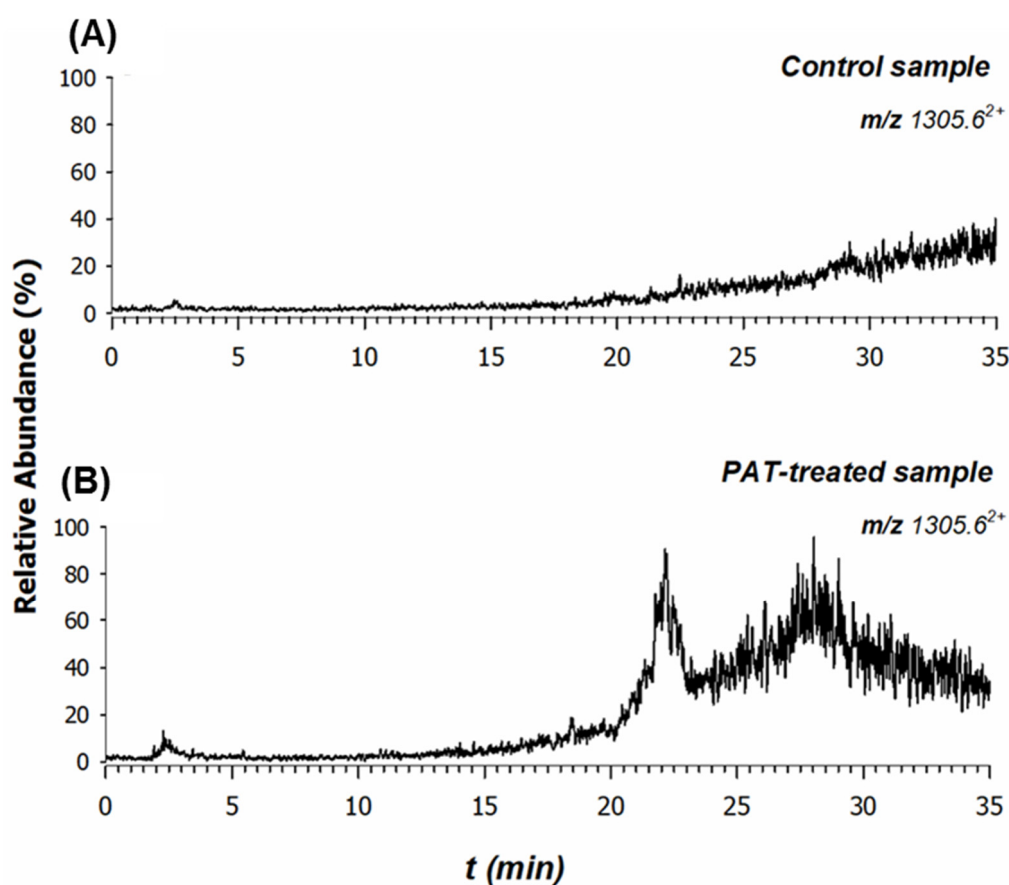 (A)
Control sample
m/z 1305.6²⁺
100
80
60
40
20
0
0 5 10 15 20 25 30 35
Relative Abundance (%)
(B)
PAT-treated sample
m/z 1305.6²⁺
100
80
60
40
20
0
0 5 10 15 20 25 30 35
t (min)